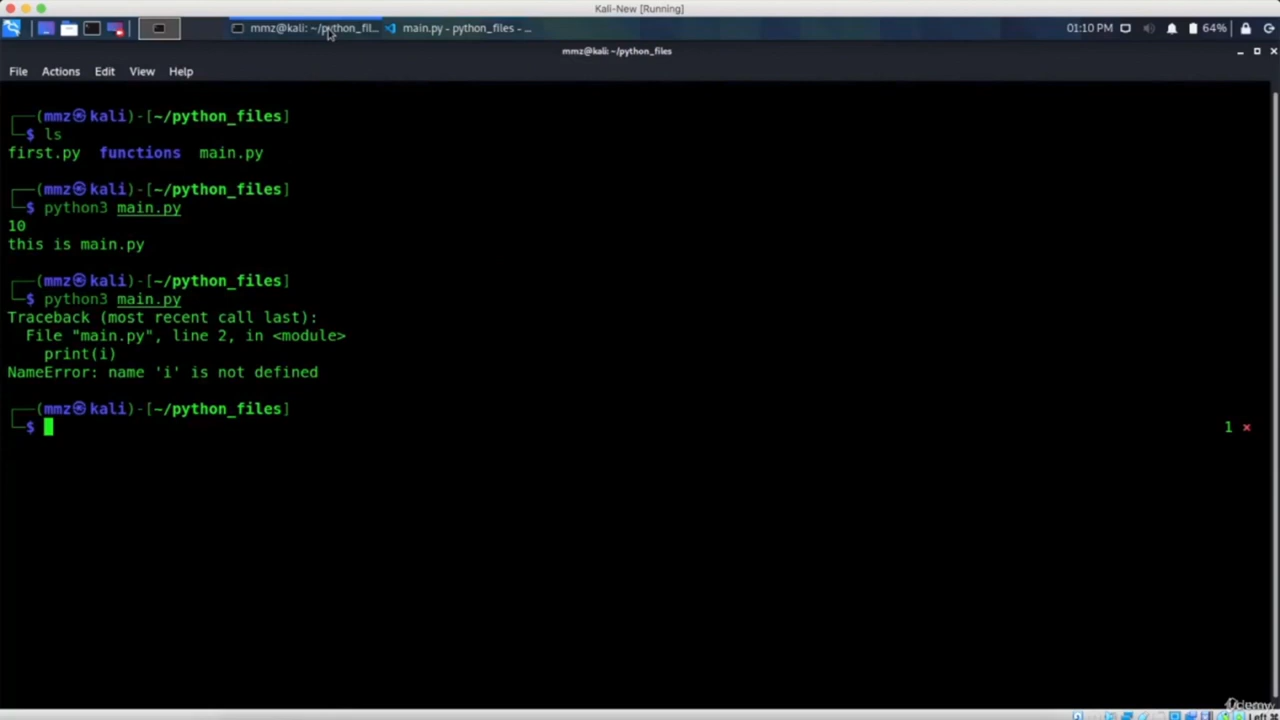 Kali-New [Running]
mmz@kali: ~/python_fil... main.py - python_files - ... 01:10 PM 64%
mmz@kali: ~/python_files
File Actions Edit View Help
(mmz㉿kali)-[~/python_files]
$ ls
first.py functions main.py
(mmz㉿kali)-[~/python_files]
$ python3 main.py
10
this is main.py
(mmz㉿kali)-[~/python_files]
$ python3 main.py
Traceback (most recent call last):
File "main.py", line 2, in <module>
print(i)
NameError: name 'i' is not defined
(mmz㉿kali)-[~/python_files]
$ 1 ×
Udemy
Left ⌘